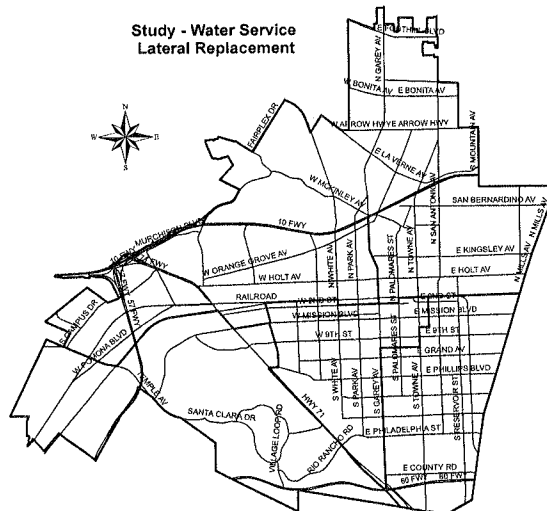 Study - Water Service
Lateral Replacement
E FOOTHILL BLVD
N GAREY AV
W BONITA AV
E BONITA AV
W ARROW HWY
E ARROW HWY
S MOUNTAIN AV
FAIRPLEX DR
E LA VERNE AV
W MCKINLEY AV
N SAN ANTONIO AV
SAN BERNARDINO AV
N MILLS AV
MURCHISON
10 FWY
10 FWY
N WHITE AV
N PARK AV
N PALOMARES ST
N TOWNE AV
E KINGSLEY AV
N MILLS AV
W ORANGE GROVE AV
W HOLT AV
E HOLT AV
57 FWY
RAILROAD
W 2ND ST
E 2ND ST
E CAMPUS DR
W MISSION BLVD
E MISSION BLVD
W POMONA BLVD
W 9TH ST
E 9TH ST
S PALOMARES ST
E GRAND AV
E PHILLIPS BLVD
TEMPLE AV
S WHITE AV
S PARK AV
S GAREY AV
S TOWNE AV
S RESERVOIR ST
HWY 71
SANTA CLARA DR
VILLAGE LOOP RD
RIO RANCHO RD
E PHILADELPHIA ST
E COUNTY RD
60 FWY
60 FWY
N
W
E
S